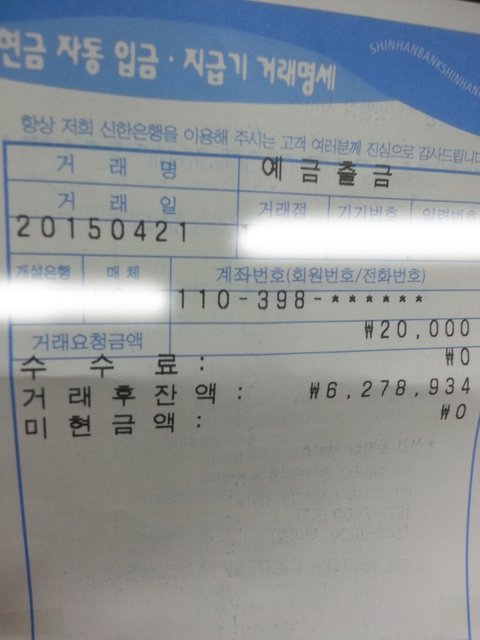 SHINHANBANKSHINHAN
현금 자동 입금·지급기 거래명세
항상 저희 신한은행을 이용해 주시는 고객 여러분께 진심으로 감사드립니다
거 래 명 예 금 출 금
거 래 일 거래점 기기번호
20150421
개설은행 매 체 계좌번호(회원번호/전화번호)
110-398-******
거래요청금액 ₩20,000
수 수 료 : ₩0
거 래 후 잔 액 : ₩6,278,934
미 현 금 액 : ₩0